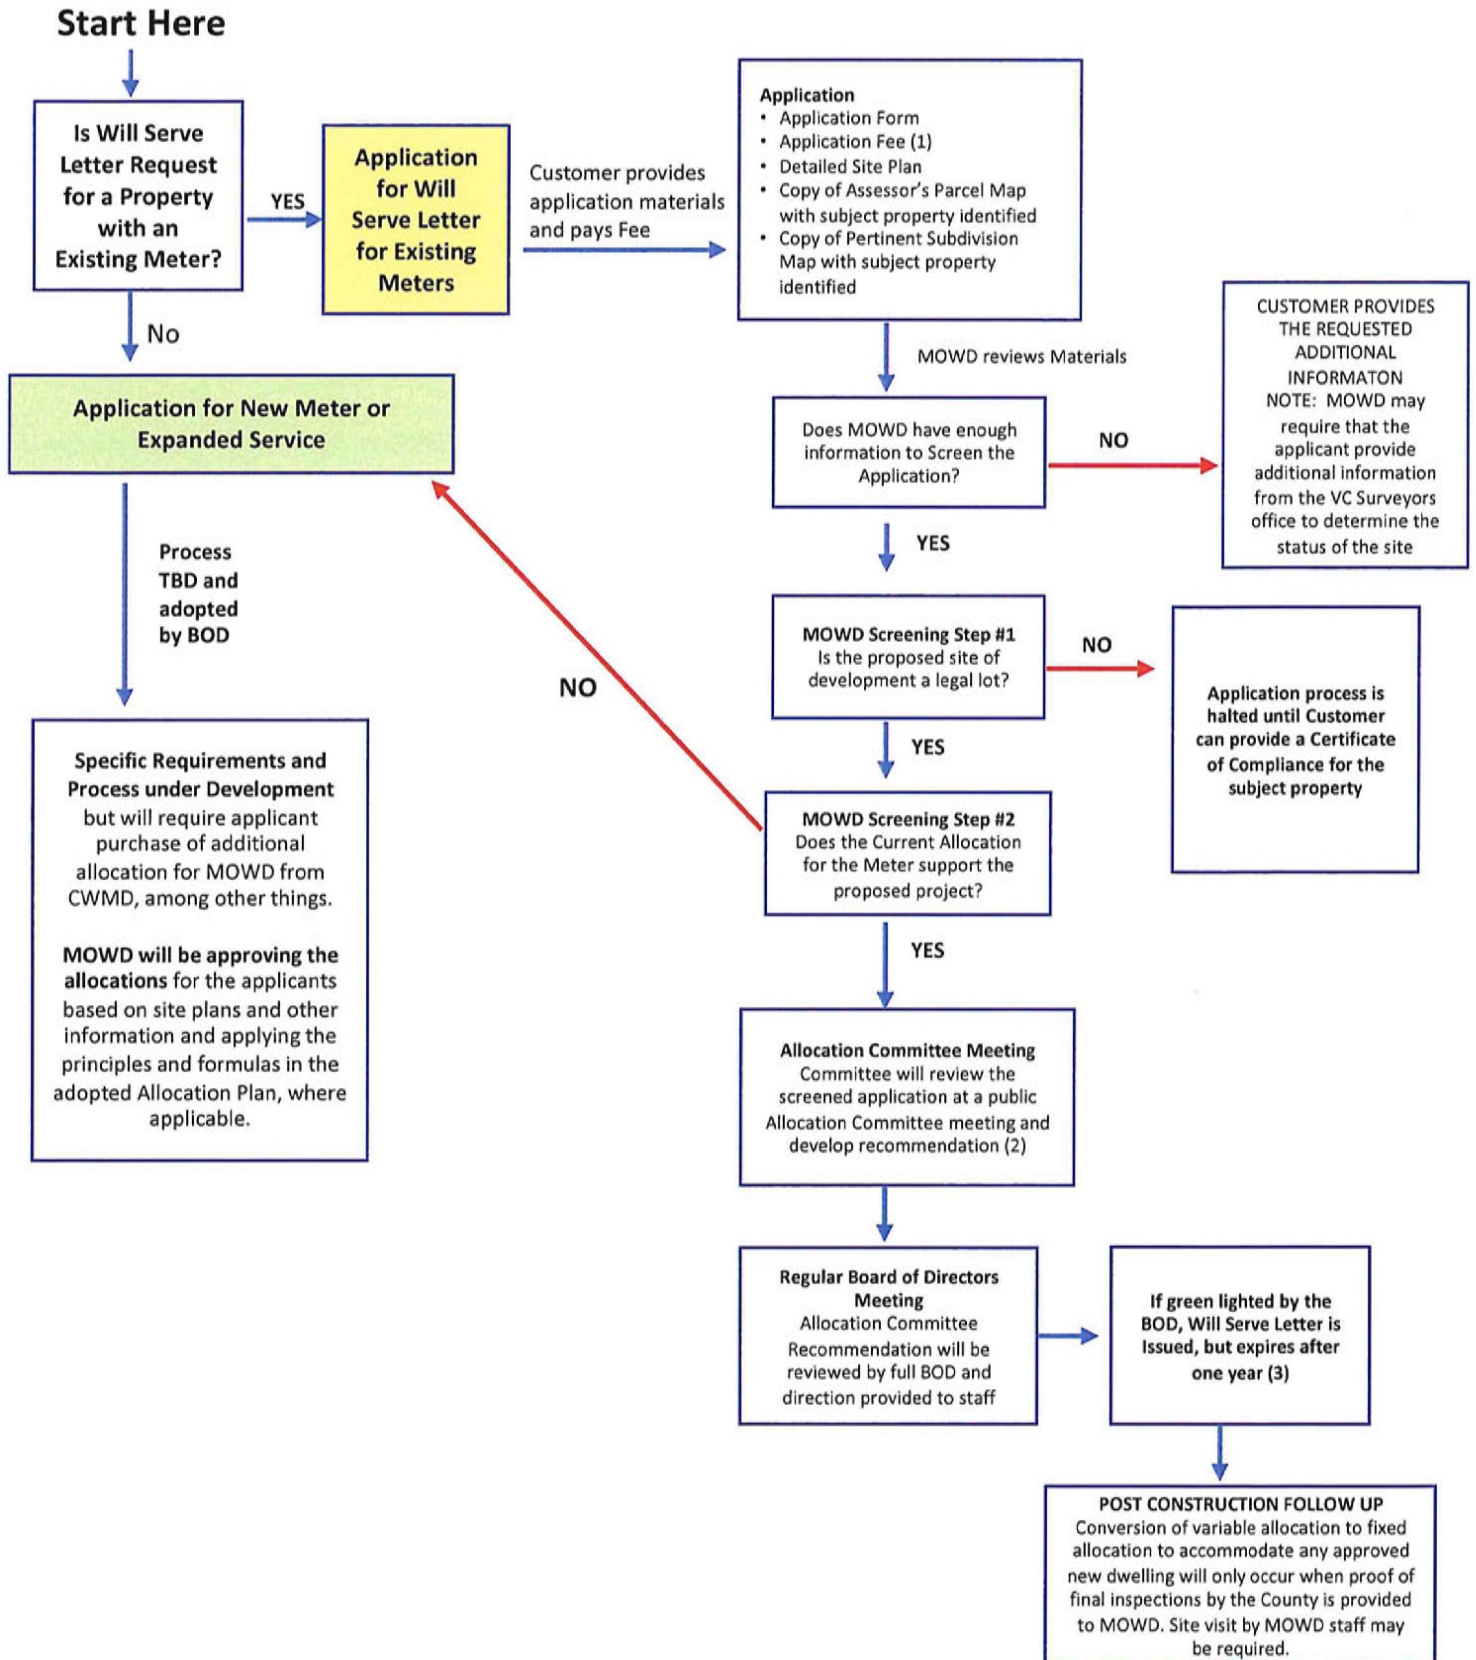 Start Here
Is Will Serve
Letter Request
for a Property
with an
Existing Meter?
YES
Application
for Will
Serve Letter
for Existing
Meters
Customer provides
application materials
and pays Fee
Application
• Application Form
• Application Fee (1)
• Detailed Site Plan
• Copy of Assessor's Parcel Map
with subject property identified
• Copy of Pertinent Subdivision
Map with subject property
identified
No
Application for New Meter or
Expanded Service
MOWD reviews Materials
Does MOWD have enough
information to Screen the
Application?
NO
CUSTOMER PROVIDES
THE REQUESTED
ADDITIONAL
INFORMATON
NOTE: MOWD may
require that the
applicant provide
additional information
from the VC Surveyors
office to determine the
status of the site
YES
Process
TBD and
adopted
by BOD
MOWD Screening Step #1
Is the proposed site of
development a legal lot?
NO
Application process is
halted until Customer
can provide a Certificate
of Compliance for the
subject property
NO
YES
Specific Requirements and
Process under Development
but will require applicant
purchase of additional
allocation for MOWD from
CWMD, among other things.
MOWD will be approving the
allocations for the applicants
based on site plans and other
information and applying the
principles and formulas in the
adopted Allocation Plan, where
applicable.
MOWD Screening Step #2
Does the Current Allocation
for the Meter support the
proposed project?
YES
Allocation Committee Meeting
Committee will review the
screened application at a public
Allocation Committee meeting and
develop recommendation (2)
Regular Board of Directors
Meeting
Allocation Committee
Recommendation will be
reviewed by full BOD and
direction provided to staff
If green lighted by the
BOD, Will Serve Letter is
Issued, but expires after
one year (3)
POST CONSTRUCTION FOLLOW UP
Conversion of variable allocation to fixed
allocation to accommodate any approved
new dwelling will only occur when proof of
final inspections by the County is provided
to MOWD. Site visit by MOWD staff may
be required.